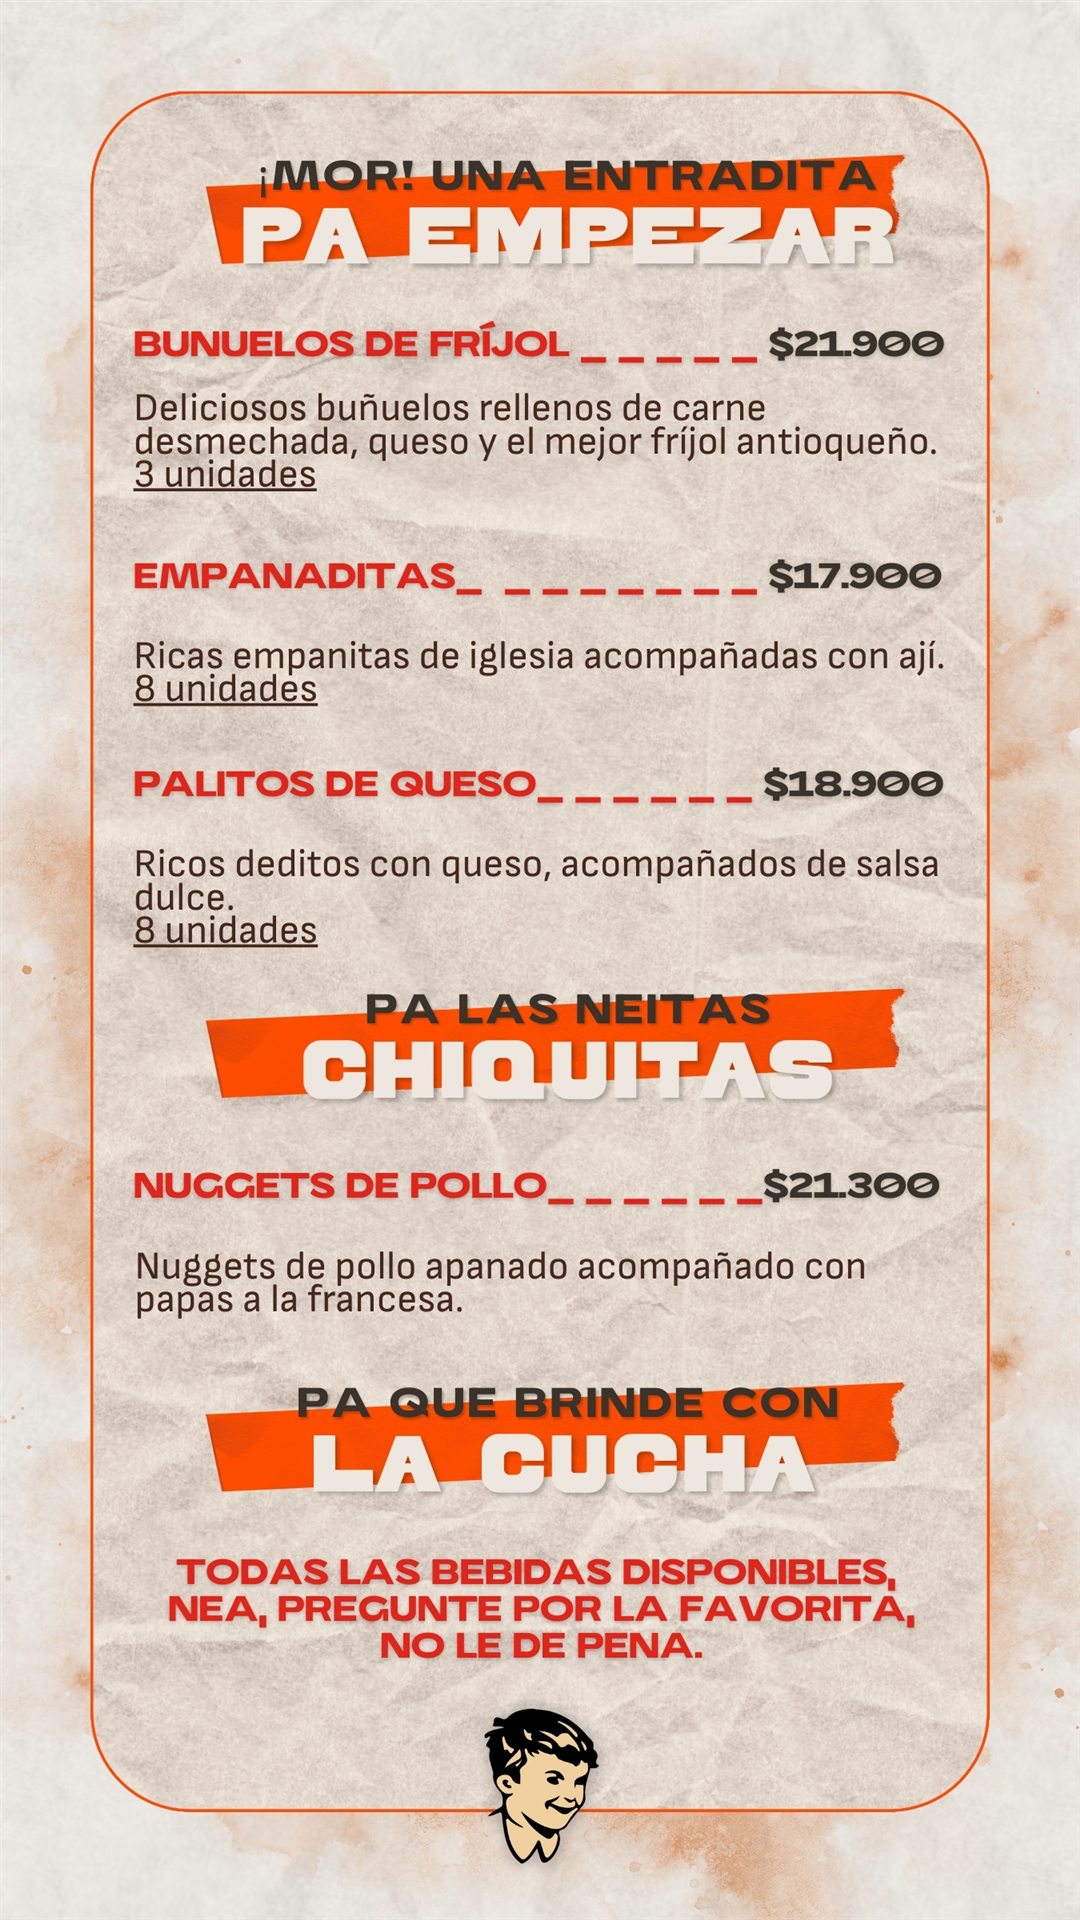 ¡MOR! UNA ENTRADITA
PA EMPEZAR
BUNUELOS DE FRÍJOL _ _ _ _ _ $21.900
Deliciosos buñuelos rellenos de carne
desmechada, queso y el mejor fríjol antioqueño.
3 unidades
EMPANADITAS_ _ _ _ _ _ _ _ $17.900
Ricas empanitas de iglesia acompañadas con ají.
8 unidades
PALITOS DE QUESO_ _ _ _ _ _ $18.900
Ricos deditos con queso, acompañados de salsa
dulce.
8 unidades
PA LAS NEITAS
CHIQUITAS
NUGGETS DE POLLO_ _ _ _ _ _$21.300
Nuggets de pollo apanado acompañado con
papas a la francesa.
PA QUE BRINDE CON
LA CUCHA
TODAS LAS BEBIDAS DISPONIBLES,
NEA, PREGUNTE POR LA FAVORITA,
NO LE DE PENA.